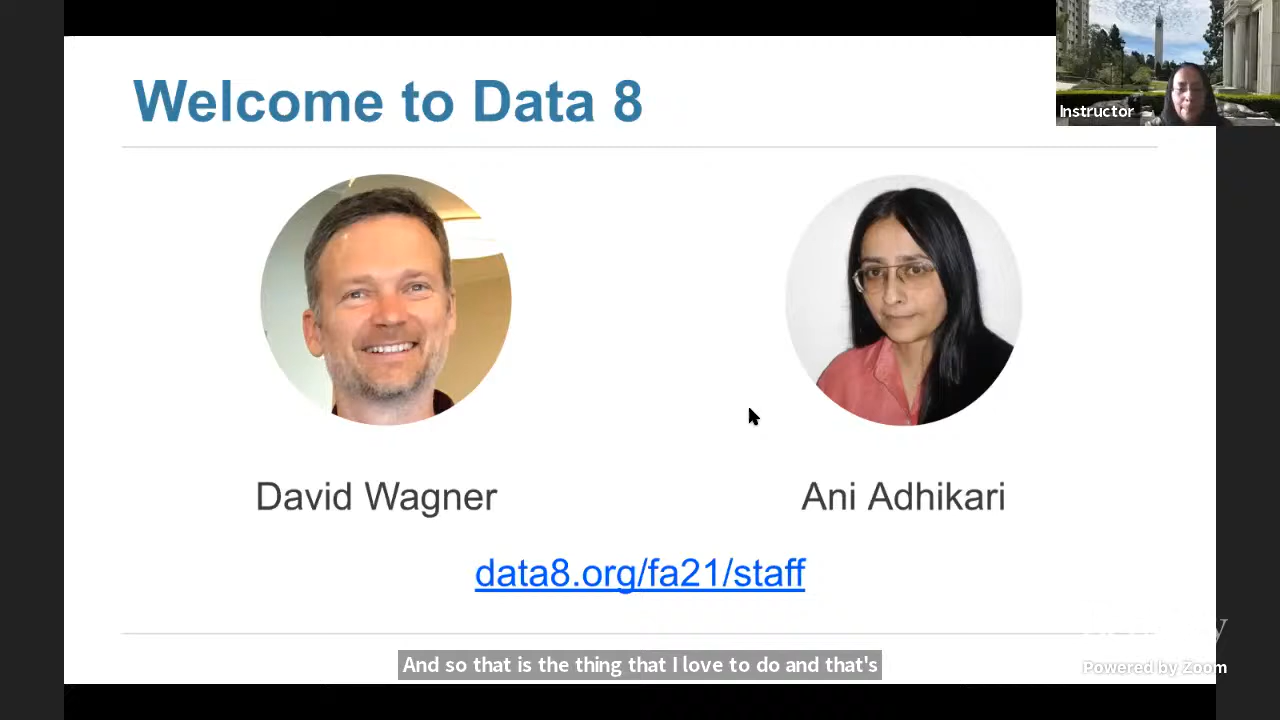 Welcome to Data 8
Instructor
David Wagner
Ani Adhikari
data8.org/fa21/staff
And so that is the thing that I love to do and that's
Powered by Zoom